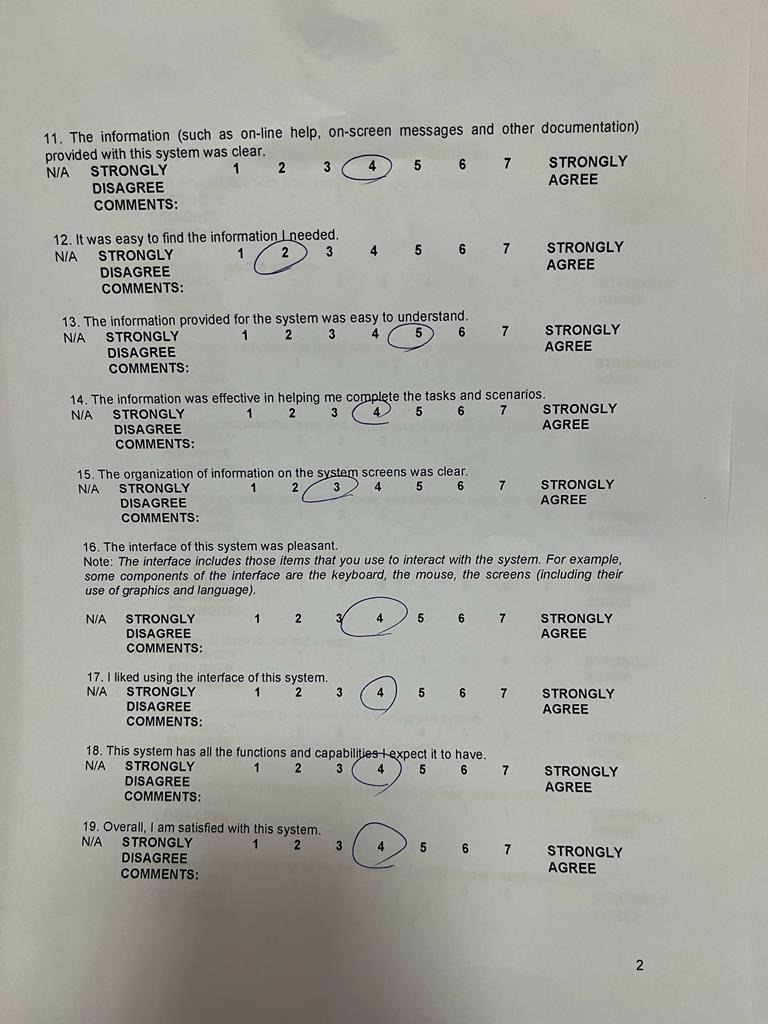 11. The information (such as on-line help, on-screen messages and other documentation)
provided with this system was clear.
N/A STRONGLY 1 2 3 4 5 6 7 STRONGLY
DISAGREE AGREE
COMMENTS:
12. It was easy to find the information I needed.
N/A STRONGLY 1 2 3 4 5 6 7 STRONGLY
DISAGREE AGREE
COMMENTS:
13. The information provided for the system was easy to understand.
N/A STRONGLY 1 2 3 4 5 6 7 STRONGLY
DISAGREE AGREE
COMMENTS:
14. The information was effective in helping me complete the tasks and scenarios.
N/A STRONGLY 1 2 3 4 5 6 7 STRONGLY
DISAGREE AGREE
COMMENTS:
15. The organization of information on the system screens was clear.
N/A STRONGLY 1 2 3 4 5 6 7 STRONGLY
DISAGREE AGREE
COMMENTS:
16. The interface of this system was pleasant.
Note: The interface includes those items that you use to interact with the system. For example,
some components of the interface are the keyboard, the mouse, the screens (including their
use of graphics and language).
N/A STRONGLY 1 2 3 4 5 6 7 STRONGLY
DISAGREE AGREE
COMMENTS:
17. I liked using the interface of this system.
N/A STRONGLY 1 2 3 4 5 6 7 STRONGLY
DISAGREE AGREE
COMMENTS:
18. This system has all the functions and capabilities I expect it to have.
N/A STRONGLY 1 2 3 4 5 6 7 STRONGLY
DISAGREE AGREE
COMMENTS:
19. Overall, I am satisfied with this system.
N/A STRONGLY 1 2 3 4 5 6 7 STRONGLY
DISAGREE AGREE
COMMENTS:
2